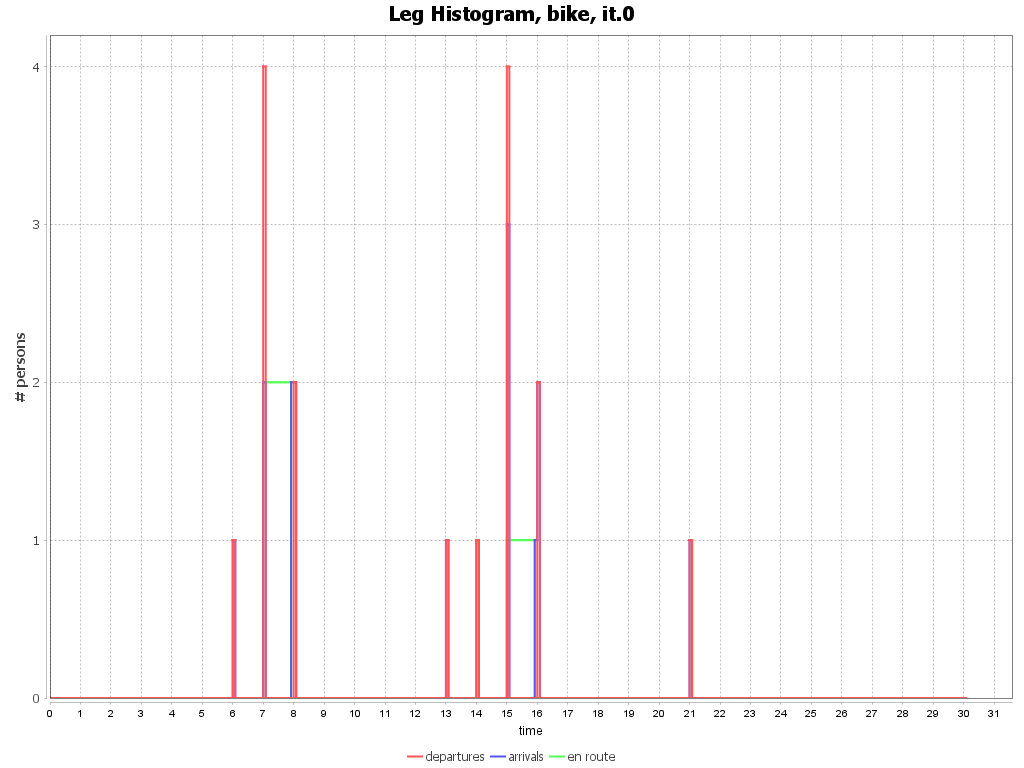 Leg Histogram, bike, it.0
4
3
2
1
0
# persons
0 1 2 3 4 5 6 7 8 9 10 11 12 13 14 15 16 17 18 19 20 21 22 23 24 25 26 27 28 29 30 31
time
departures arrivals en route